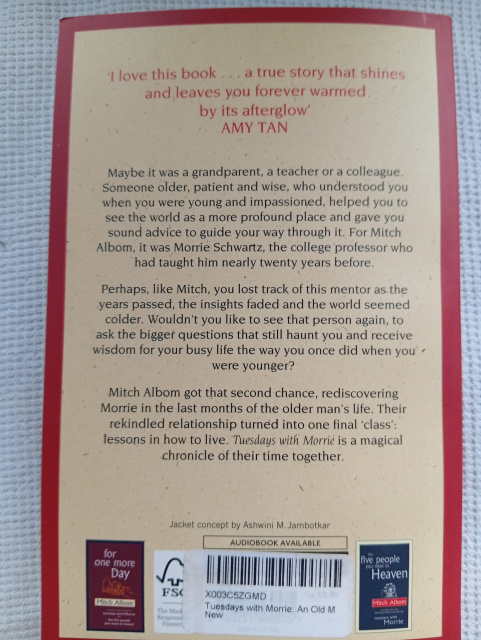 'I love this book . . . a true story that shines
and leaves you forever warmed
by its afterglow'
AMY TAN
Maybe it was a grandparent, a teacher or a colleague.
Someone older, patient and wise, who understood you
when you were young and impassioned, helped you to
see the world as a more profound place and gave you
sound advice to guide your way through it. For Mitch
Albom, it was Morrie Schwartz, the college professor who
had taught him nearly twenty years before.
Perhaps, like Mitch, you lost track of this mentor as the
years passed, the insights faded and the world seemed
colder. Wouldn't you like to see that person again, to
ask the bigger questions that still haunt you and receive
wisdom for your busy life the way you once did when you
were younger?
Mitch Albom got that second chance, rediscovering
Morrie in the last months of the older man's life. Their
rekindled relationship turned into one final 'class':
lessons in how to live. Tuesdays with Morrie is a magical
chronicle of their time together.
Jacket concept by Ashwini M. Jambotkar
AUDIOBOOK AVAILABLE
for
one more
Day
Mitch Albom
FSC
The Mark
X003C5ZGMD
Tuesdays with Morrie: An Old M
New
five people
Heaven
Mitch Albom